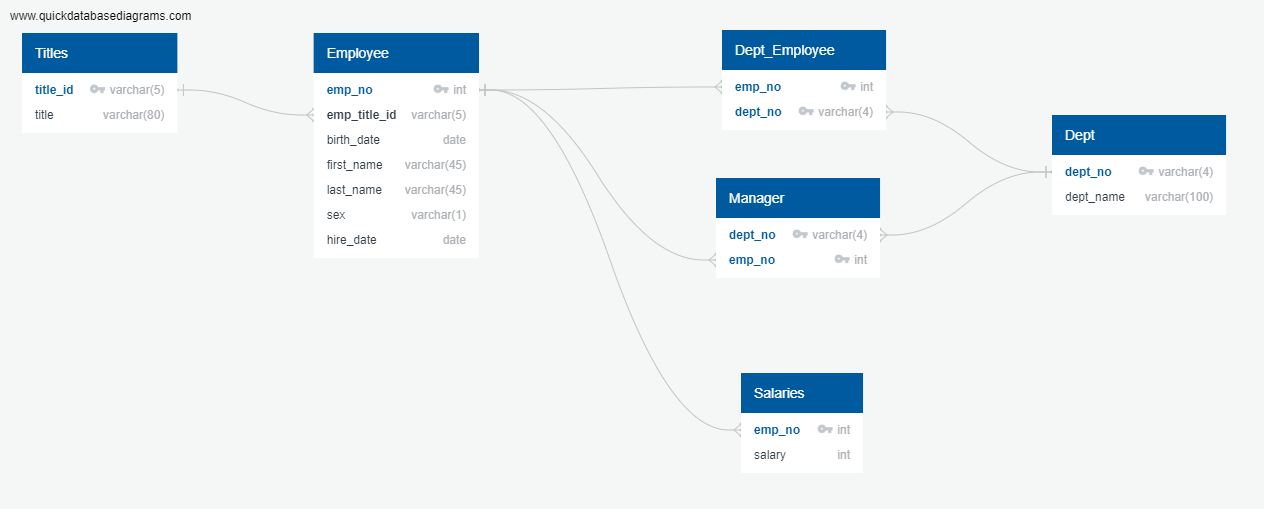 www.quickdatabasediagrams.com
Titles
title_id varchar(5)
title varchar(80)
Employee
emp_no int
emp_title_id varchar(5)
birth_date date
first_name varchar(45)
last_name varchar(45)
sex varchar(1)
hire_date date
Dept_Employee
emp_no int
dept_no varchar(4)
Manager
dept_no varchar(4)
emp_no int
Salaries
emp_no int
salary int
Dept
dept_no varchar(4)
dept_name varchar(100)